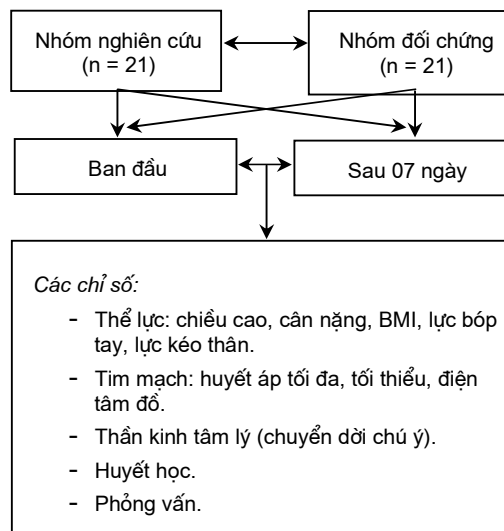 Nhóm nghiên cứu
(n = 21)
Nhóm đối chứng
(n = 21)
Ban đầu
Sau 07 ngày
Các chỉ số:
- Thể lực: chiều cao, cân nặng, BMI, lực bóp
tay, lực kéo thân.
- Tim mạch: huyết áp tối đa, tối thiểu, điện
tâm đồ.
- Thần kinh tâm lý (chuyển dời chú ý).
- Huyết học.
- Phỏng vấn.